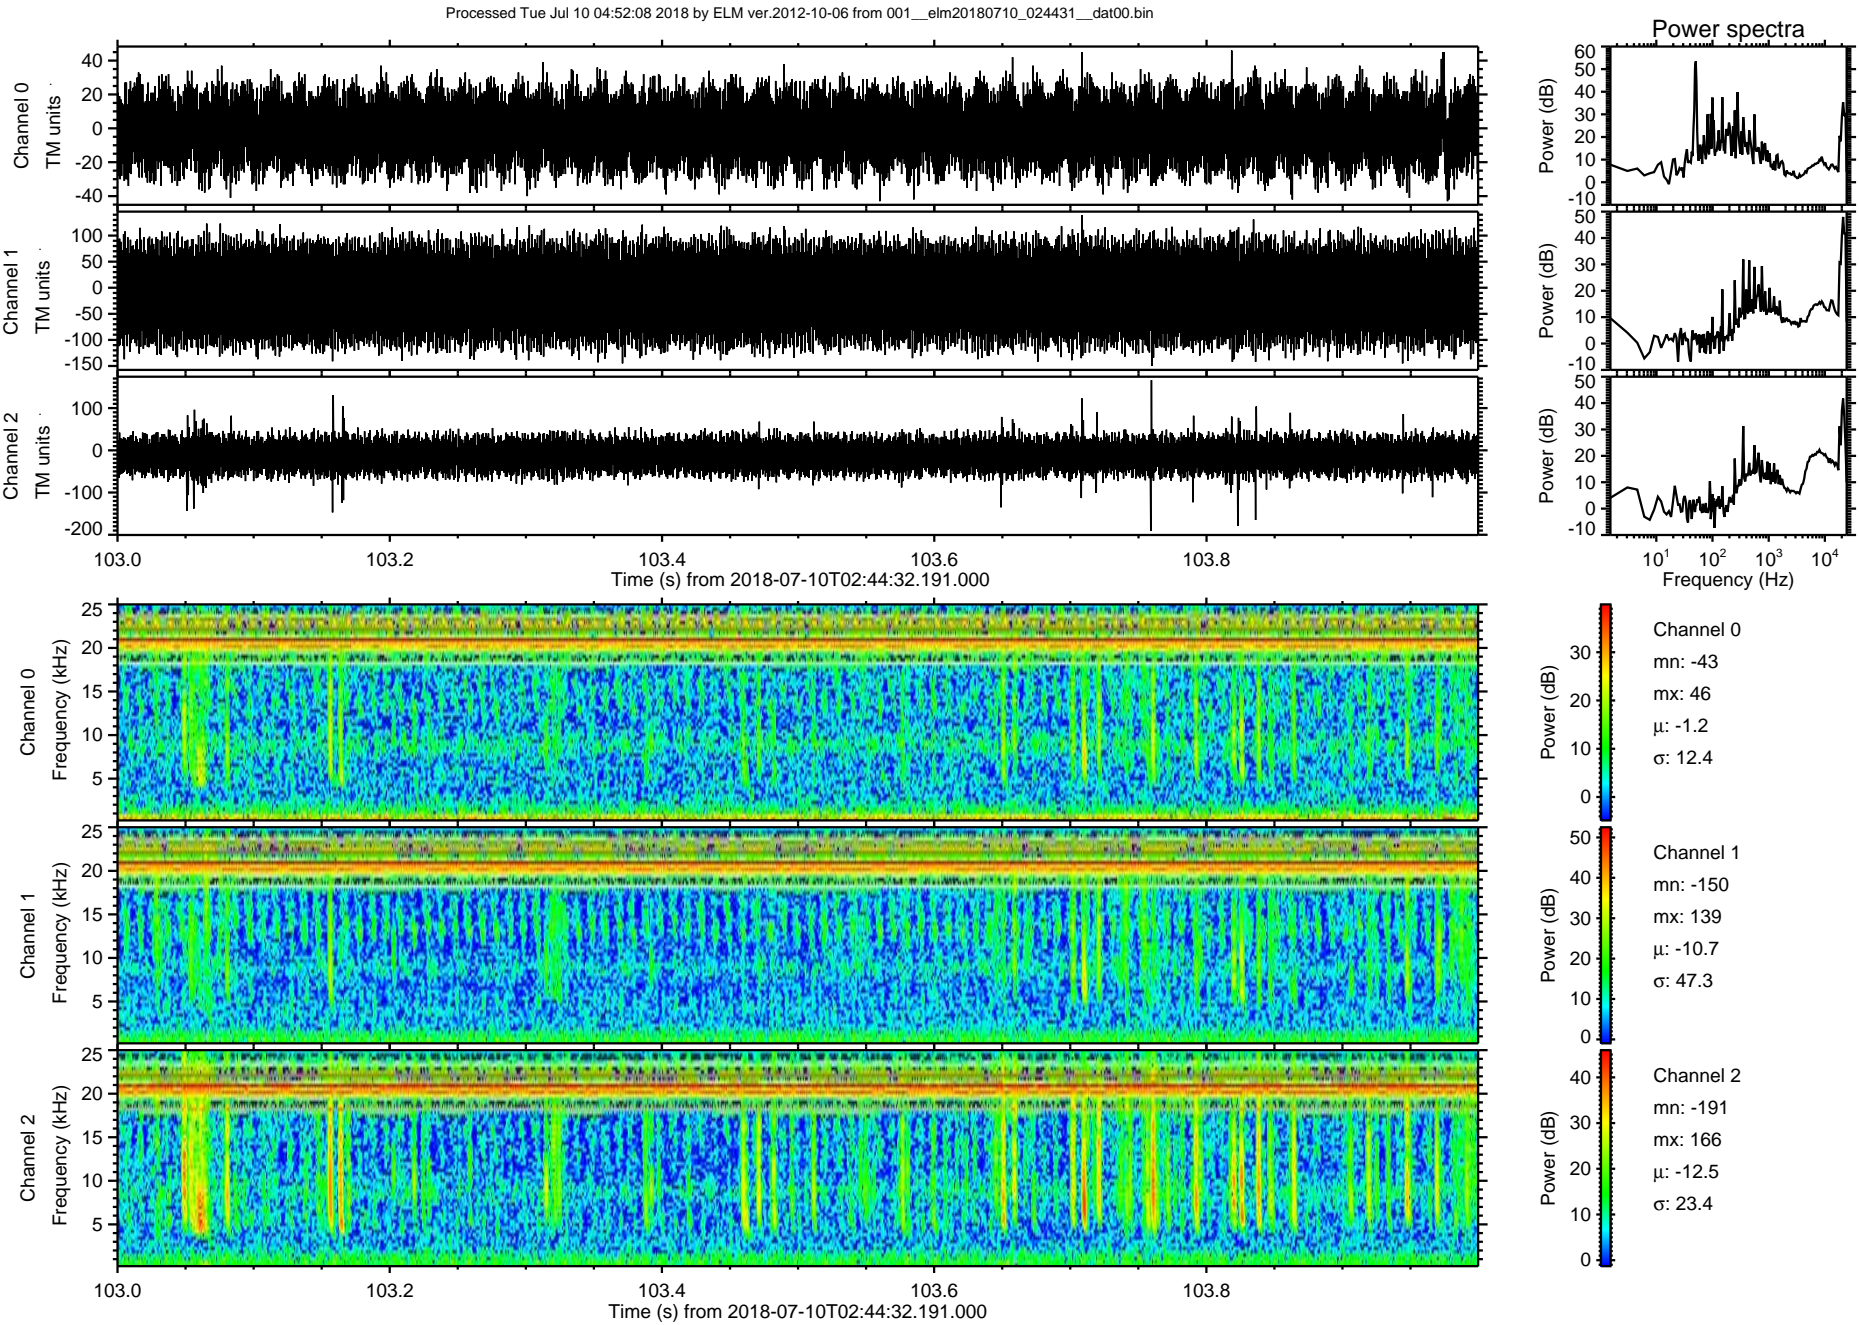 Processed Tue Jul 10 04:52:08 2018 by ELM ver.2012-10-06 from 001__elm20180710_024431__dat00.bin
Power spectra
Channel 0
TM units
40
20
0
-20
-40
Power (dB)
60
50
40
30
20
10
0
-10
Channel 1
TM units
100
50
0
-50
-100
-150
Power (dB)
50
40
30
20
10
0
-10
Channel 2
TM units
100
0
-100
-200
Power (dB)
50
40
30
20
10
0
-10
103.0 103.2 103.4 103.6 103.8
Time (s) from 2018-07-10T02:44:32.191.000
10¹ 10² 10³ 10⁴
Frequency (Hz)
Channel 0
Frequency (kHz)
25
20
15
10
5
Power (dB)
30
20
10
0
Channel 0
mn: -43
mx: 46
μ: -1.2
σ: 12.4
Channel 1
Frequency (kHz)
25
20
15
10
5
Power (dB)
50
40
30
20
10
0
Channel 1
mn: -150
mx: 139
μ: -10.7
σ: 47.3
Channel 2
Frequency (kHz)
25
20
15
10
5
Power (dB)
40
30
20
10
0
Channel 2
mn: -191
mx: 166
μ: -12.5
σ: 23.4
103.0 103.2 103.4 103.6 103.8
Time (s) from 2018-07-10T02:44:32.191.000